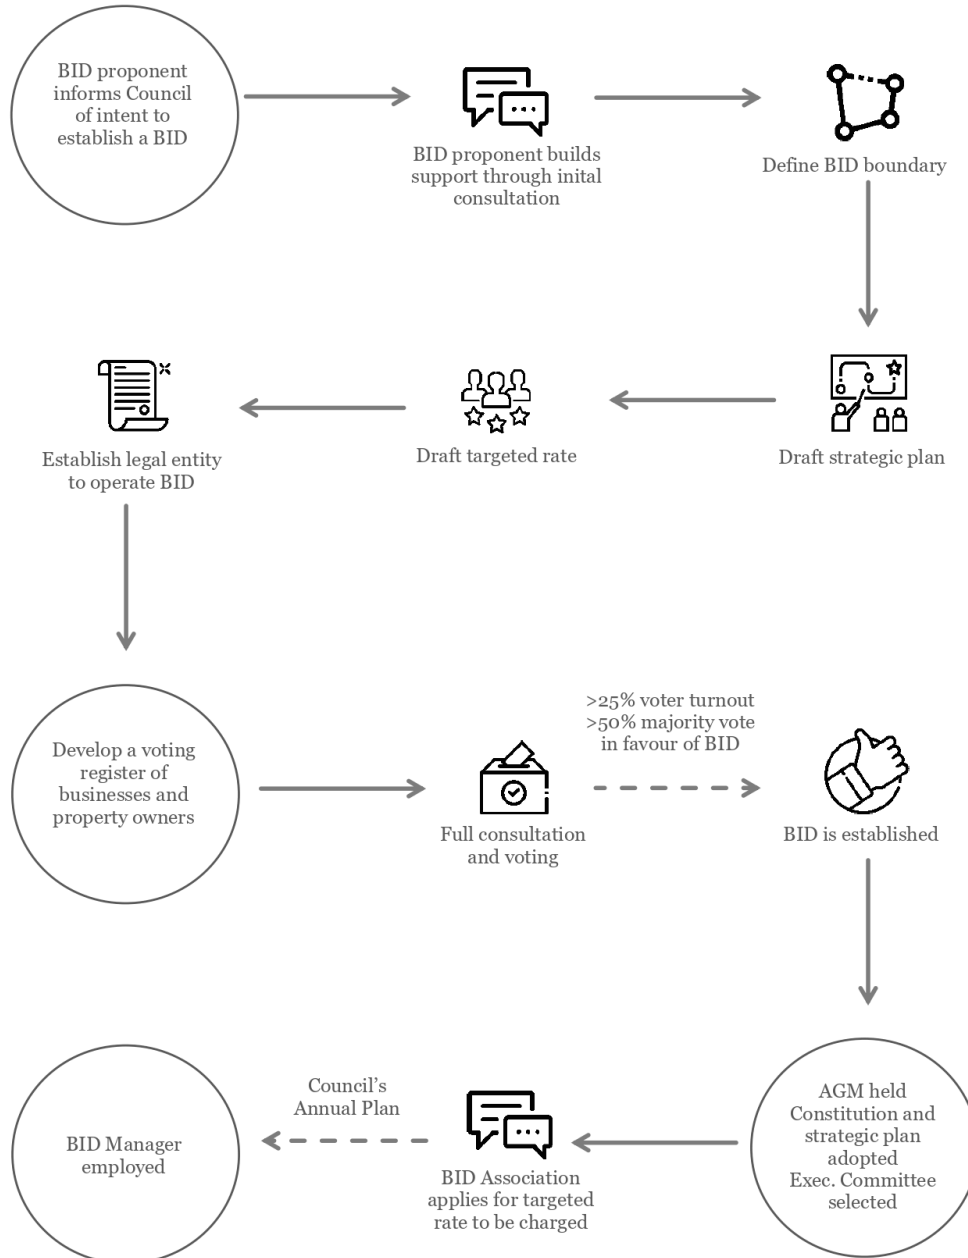 BID proponent
informs Council
of intent to
establish a BID
BID proponent builds
support through inital
consultation
Define BID boundary
Draft strategic plan
Draft targeted rate
Establish legal entity
to operate BID
Develop a voting
register of
businesses and
property owners
Full consultation
and voting
>25% voter turnout
>50% majority vote
in favour of BID
BID is established
AGM held
Constitution and
strategic plan
adopted
Exec. Committee
selected
BID Association
applies for targeted
rate to be charged
Council's
Annual Plan
BID Manager
employed